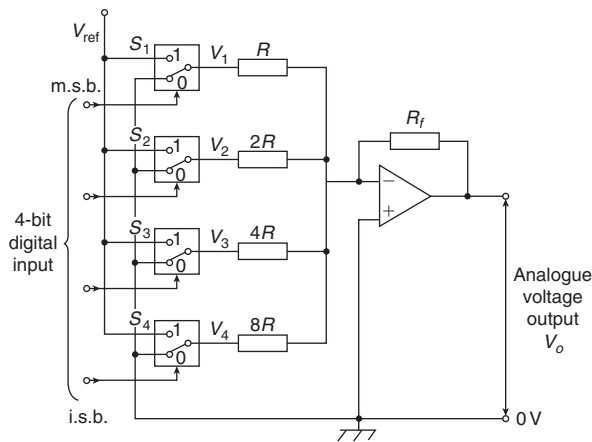 V_ref
S_1
1
0
V_1
R
m.s.b.
S_2
1
0
V_2
2R
R_f
−
+
4-bit
digital
input
S_3
1
0
V_3
4R
S_4
1
0
V_4
8R
i.s.b.
Analogue
voltage
output
V_o
0 V